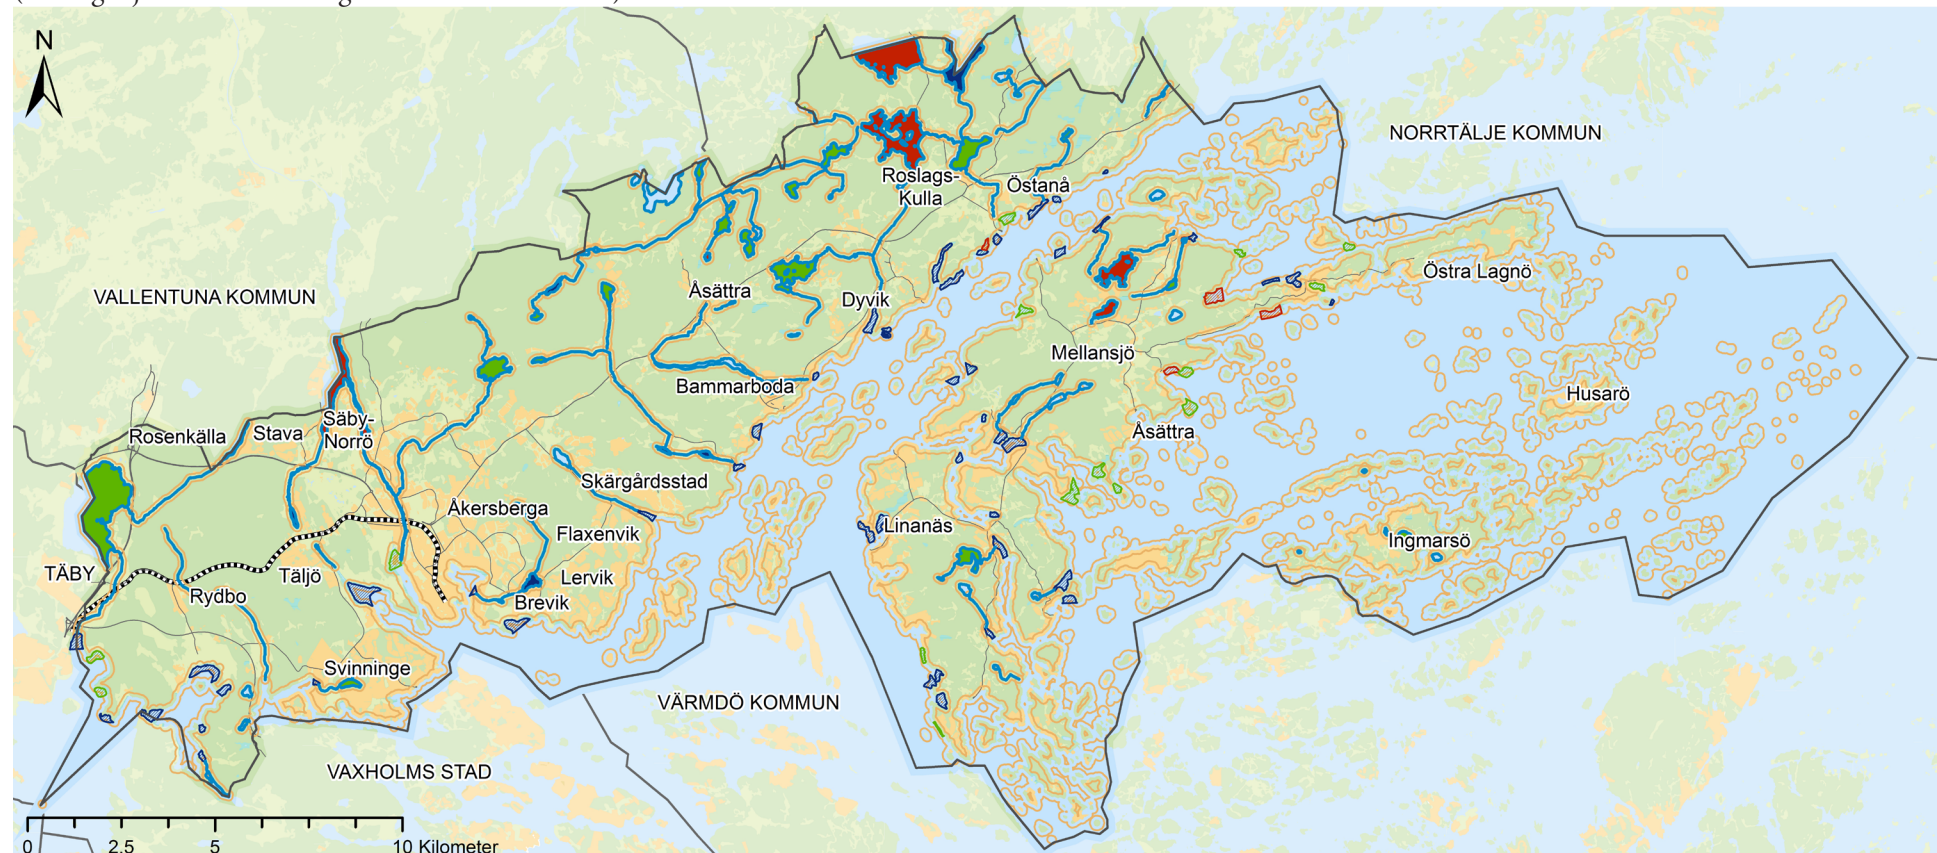 N
NORRTÄLJE KOMMUN
Roslags-
Kulla
Östanå
Östra Lagnö
VALLENTUNA KOMMUN
Åsättra
Dyvik
Mellansjö
Bammarboda
Husarö
Säby-
Norrö
Rosenkälla
Stava
Åsättra
Skärgårdsstad
Åkersberga
Linanäs
Flaxenvik
Ingmarsö
TÄBY
Täljö
Lervik
Rydbo
Brevik
Svinninge
VÄRMDÖ KOMMUN
VAXHOLMS STAD
0 2,5 5 10 Kilometer